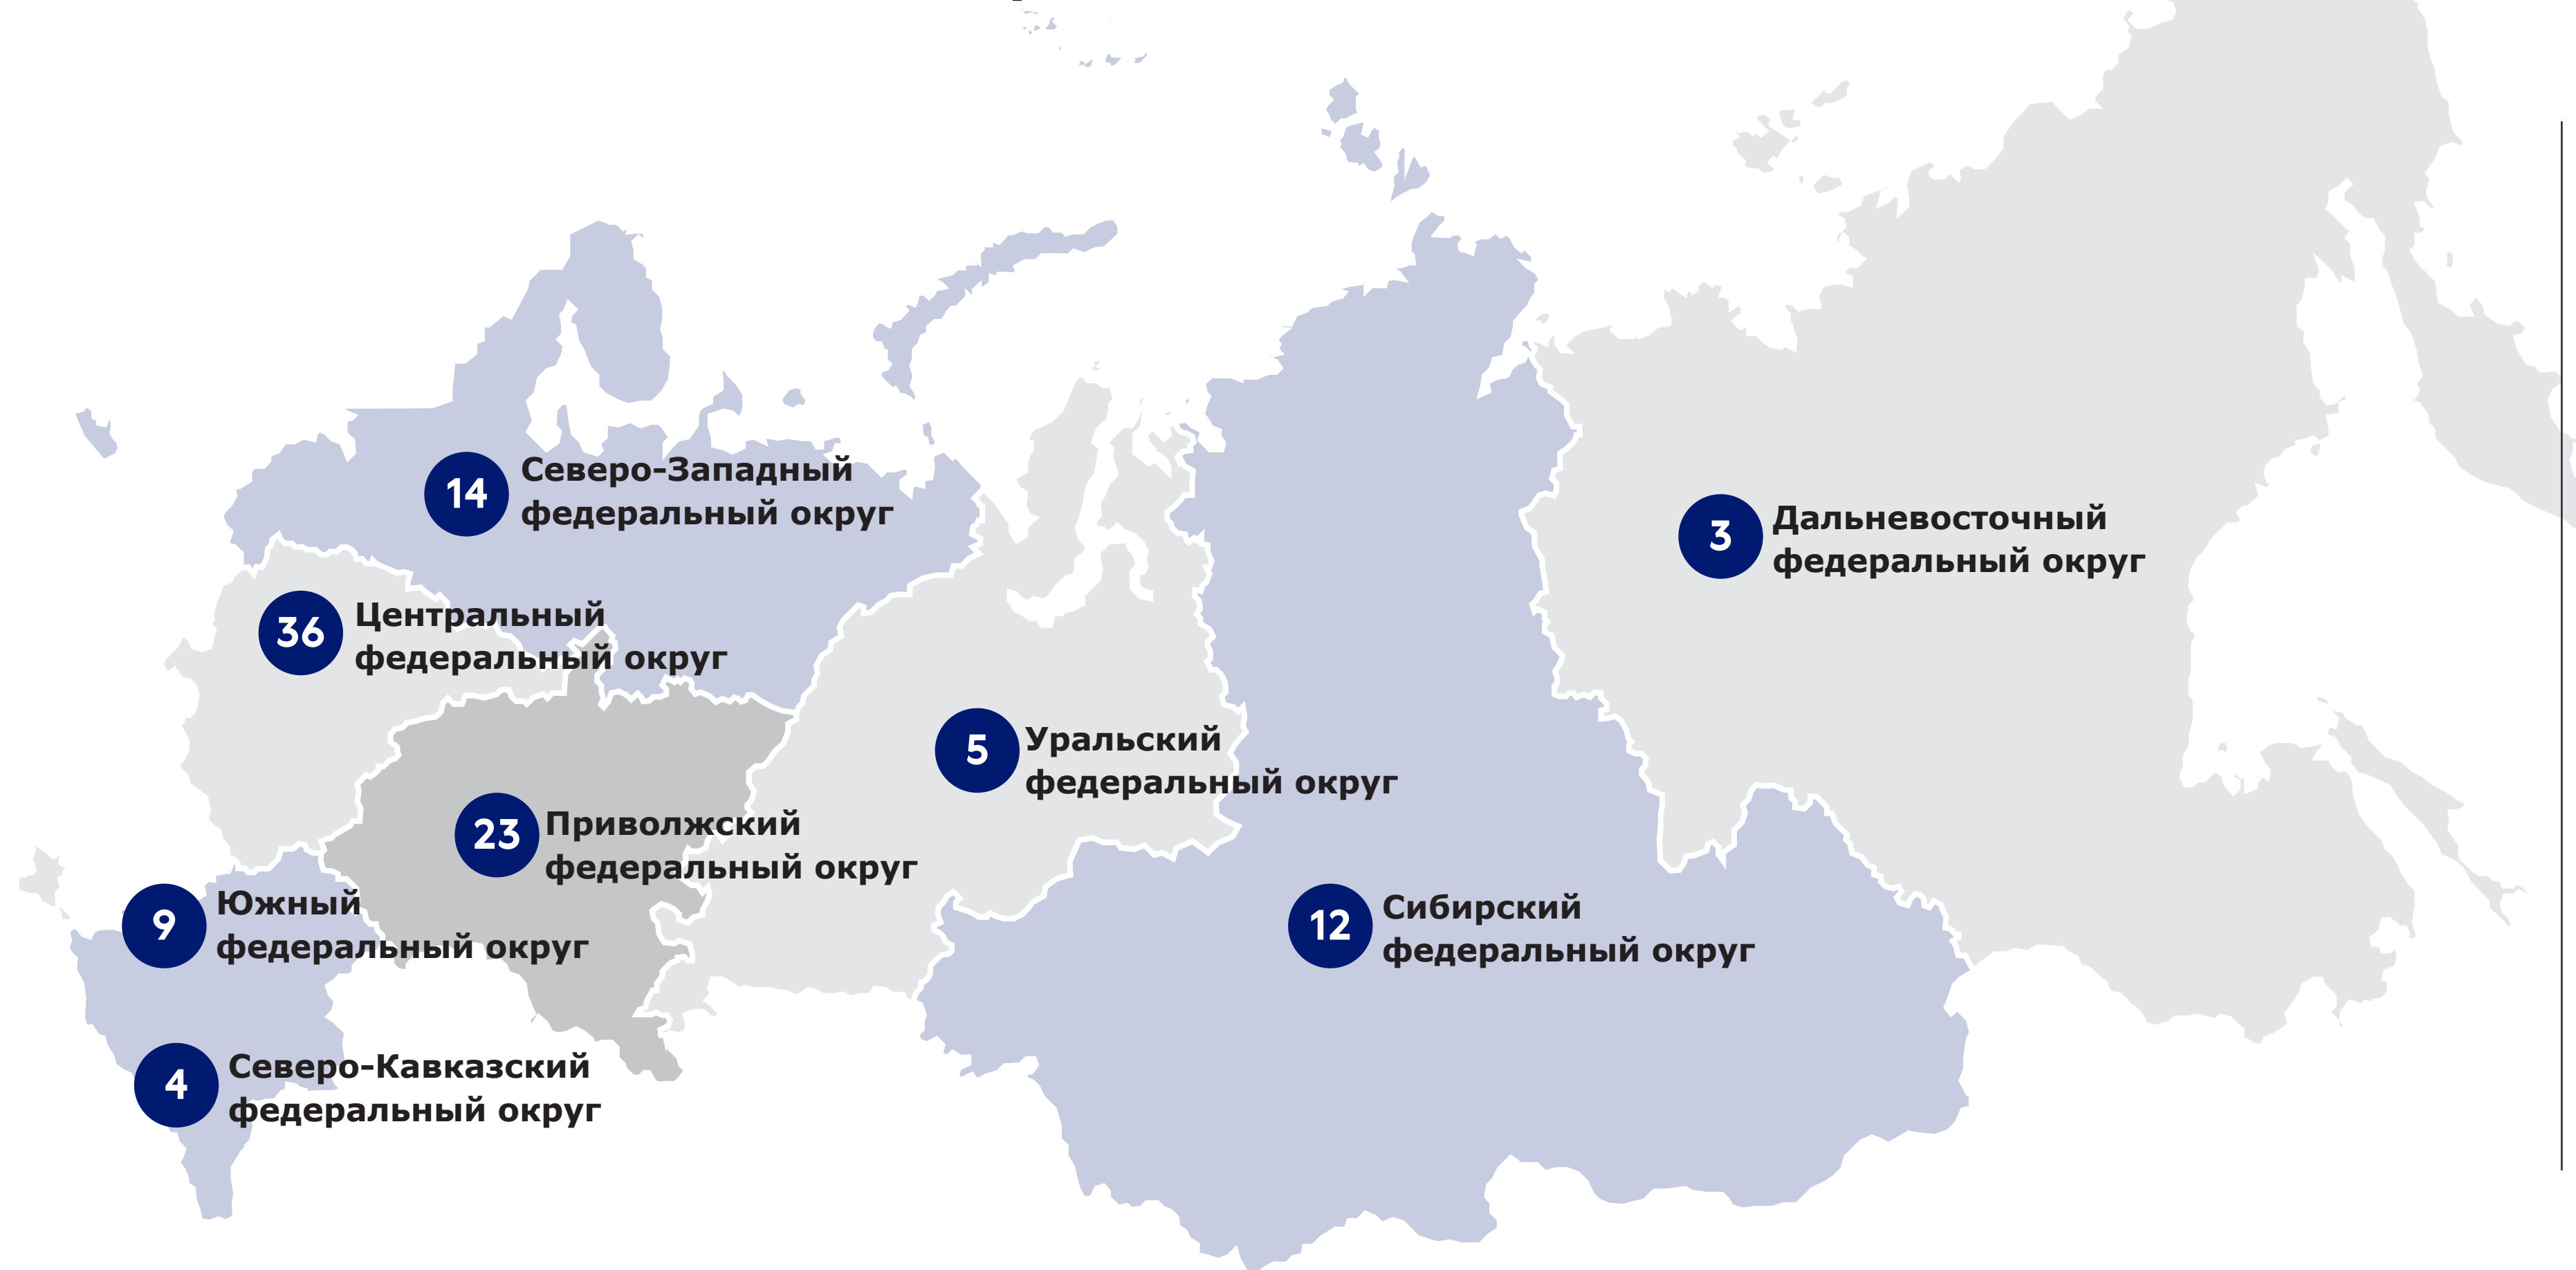 14
Северо-Западный
федеральный округ
3
Дальневосточный
федеральный округ
36
Центральный
федеральный округ
5
Уральский
федеральный округ
23
Приволжский
федеральный округ
9
Южный
федеральный округ
12
Сибирский
федеральный округ
4
Северо-Кавказский
федеральный округ